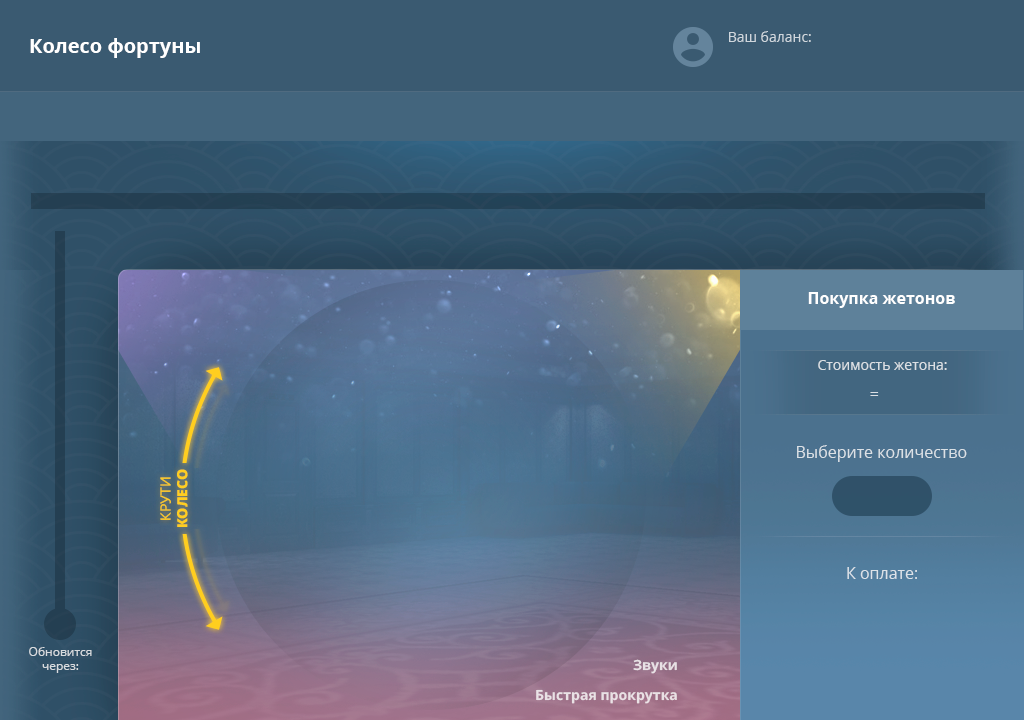 Колесо фортуны
Ваш баланс:
Покупка жетонов
Стоимость жетона:
=
Выберите количество
К оплате:
КРУТИ
КОЛЕСО
Обновится
через:
Звуки
Быстрая прокрутка